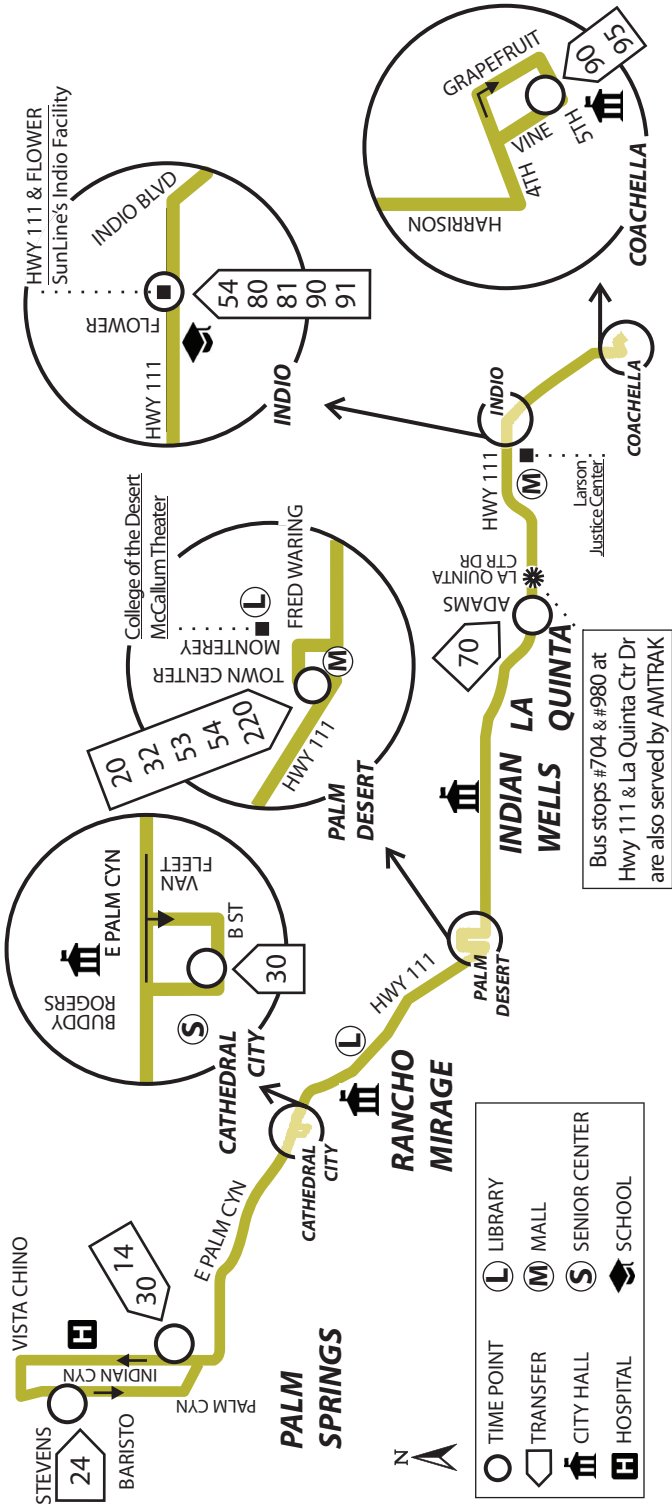 VISTA CHINO
STEVENS
24
BARISTO
INDIAN CYN
PALM CYN
H
14
30
PALM
SPRINGS
N
E PALM CYN
CATHEDRAL
CITY
BUDDY
ROGERS
E PALM CYN
VAN
FLEET
B ST
S
30
CATHEDRAL
CITY
RANCHO
MIRAGE
L
HWY 111
PALM
DESERT
College of the Desert
McCallum Theater
20
32
53
54
220
TOWN CENTER
MONTEREY
L
FRED WARING
M
HWY 111
PALM
DESERT
INDIAN
WELLS
LA
QUINTA
70
ADAMS
LA QUINTA
CTR DR
Bus stops #704 & #980 at
Hwy 111 & La Quinta Ctr Dr
are also served by AMTRAK
HWY 111
M
Larson
Justice Center
INDIO
HWY 111 & FLOWER
SunLine's Indio Facility
HWY 111
FLOWER
INDIO BLVD
54
80
81
90
91
INDIO
COACHELLA
HARRISON
4TH
GRAPEFRUIT
VINE
5TH
90
95
COACHELLA
TIME POINT
TRANSFER
CITY HALL
H HOSPITAL
L LIBRARY
M MALL
S SENIOR CENTER
SCHOOL